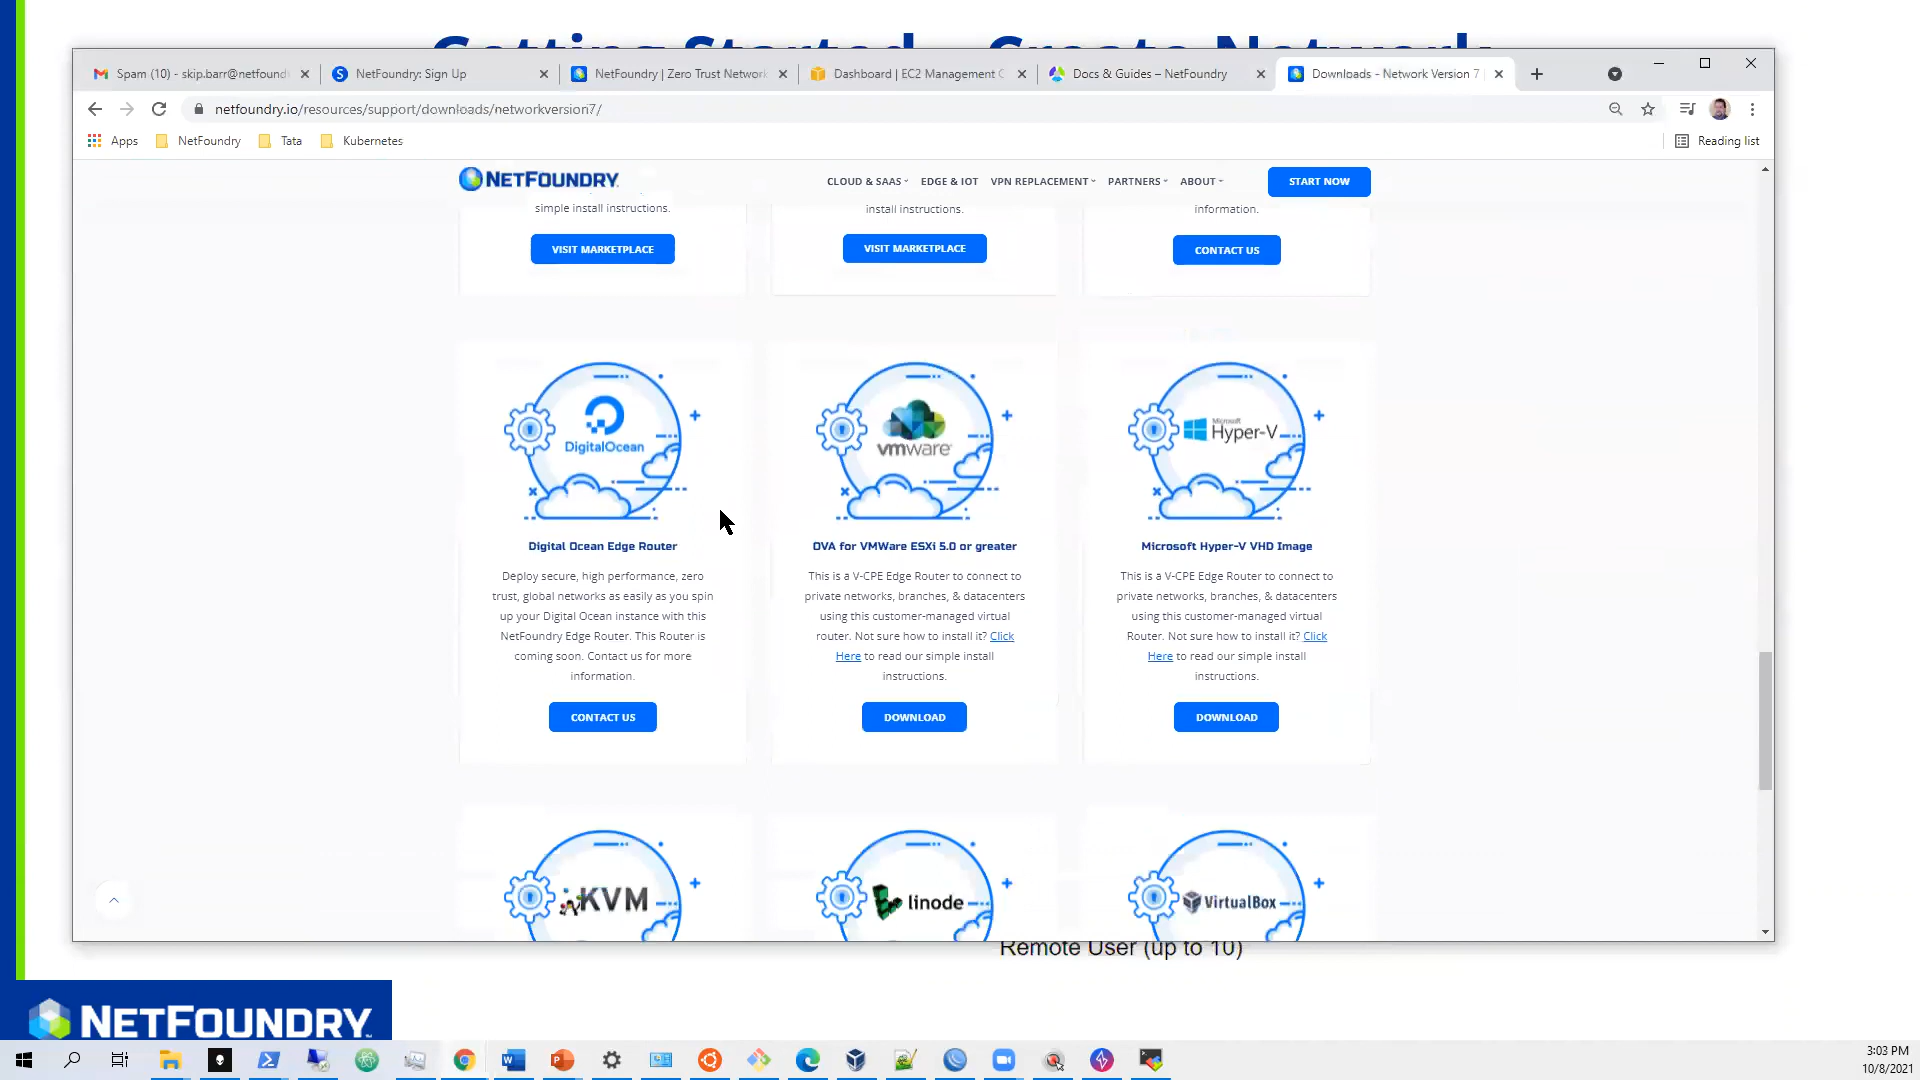 Getting Started – Create Network
Spam (10) - skip.barr@netfound
NetFoundry: Sign Up
NetFoundry | Zero Trust Network
Dashboard | EC2 Management C
Docs & Guides – NetFoundry
Downloads - Network Version 7
netfoundry.io/resources/support/downloads/networkversion7/
Apps
NetFoundry
Tata
Kubernetes
Reading list
NETFOUNDRY
CLOUD & SAAS
EDGE & IOT
VPN REPLACEMENT
PARTNERS
ABOUT
START NOW
simple install instructions.
install instructions.
information.
VISIT MARKETPLACE
VISIT MARKETPLACE
CONTACT US
DigitalOcean
Digital Ocean Edge Router
Deploy secure, high performance, zero
trust, global networks as easily as you spin
up your Digital Ocean instance with this
NetFoundry Edge Router. This Router is
coming soon. Contact us for more
information.
CONTACT US
vmware
OVA for VMWare ESXi 5.0 or greater
This is a V-CPE Edge Router to connect to
private networks, branches, & datacenters
using this customer-managed virtual
router. Not sure how to install it? Click
Here to read our simple install
instructions.
DOWNLOAD
Microsoft
Hyper-V
Microsoft Hyper-V VHD Image
This is a V-CPE Edge Router to connect to
private networks, branches, & datacenters
using this customer-managed virtual
Router. Not sure how to install it? Click
Here to read our simple install
instructions.
DOWNLOAD
KVM
linode
VirtualBox
Remote User (up to 10)
NETFOUNDRY
3:03 PM
10/8/2021